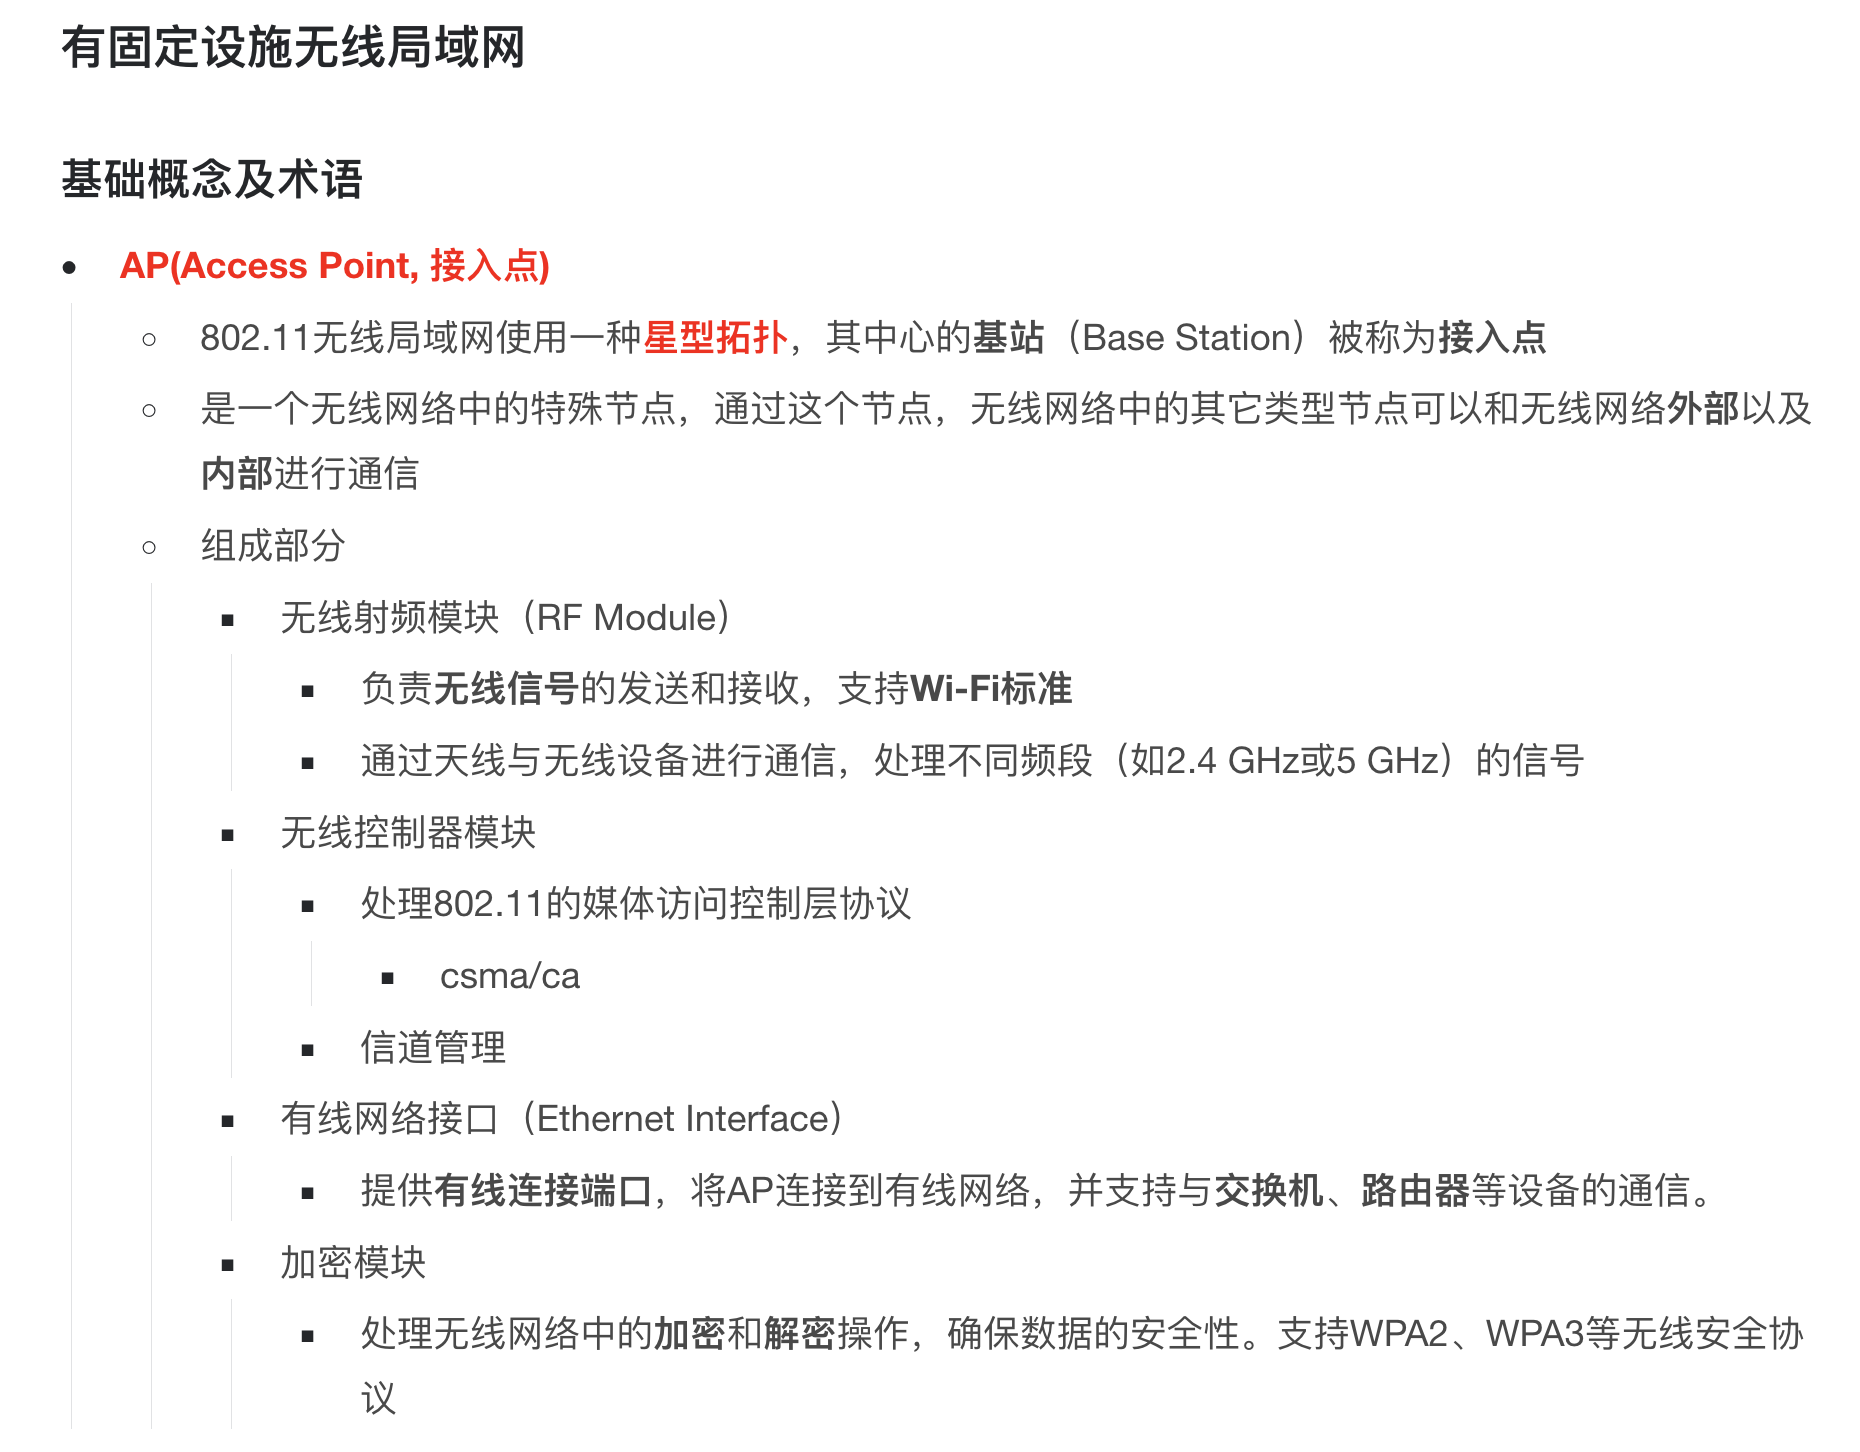 有固定设施无线局域网
基础概念及术语
AP(Access Point, 接入点)
802.11无线局域网使用一种星型拓扑，其中心的基站（Base Station）被称为接入点
是一个无线网络中的特殊节点，通过这个节点，无线网络中的其它类型节点可以和无线网络外部以及
内部进行通信
组成部分
无线射频模块（RF Module）
负责无线信号的发送和接收，支持Wi-Fi标准
通过天线与无线设备进行通信，处理不同频段（如2.4 GHz或5 GHz）的信号
无线控制器模块
处理802.11的媒体访问控制层协议
csma/ca
信道管理
有线网络接口（Ethernet Interface）
提供有线连接端口，将AP连接到有线网络，并支持与交换机、路由器等设备的通信。
加密模块
处理无线网络中的加密和解密操作，确保数据的安全性。支持WPA2、WPA3等无线安全协
议